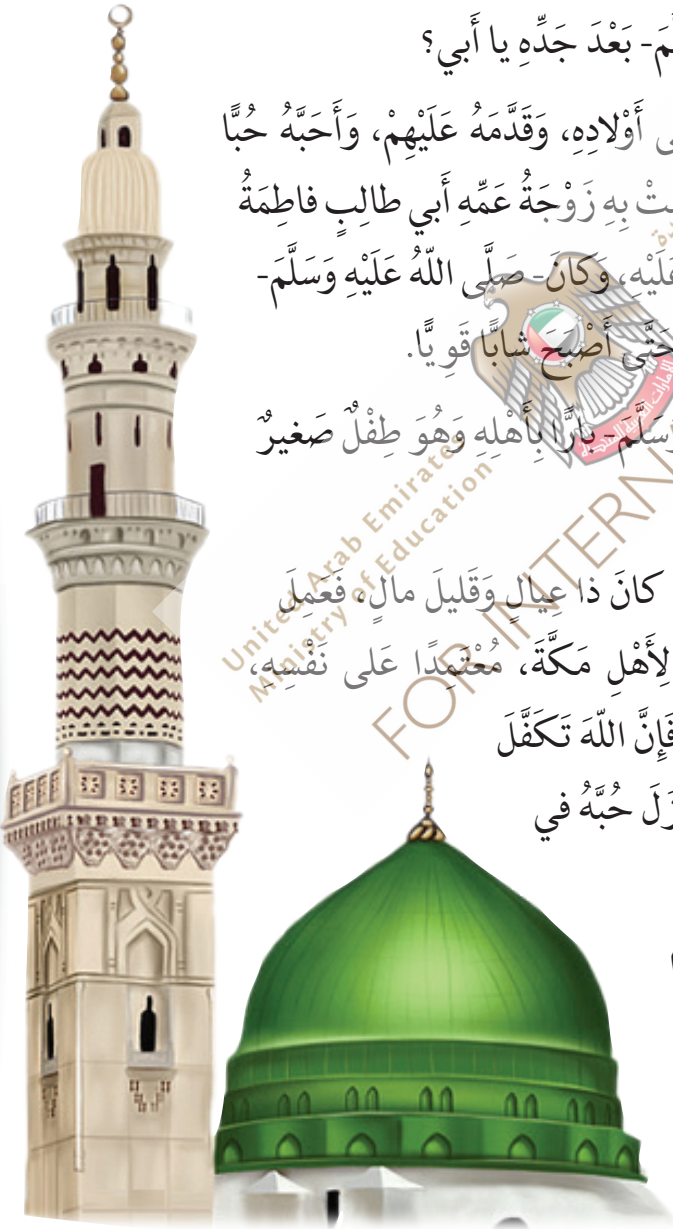 - بَعْدَ جَدِّهِ يا أَبي؟
أَوْلادِهِ، وَقَدَّمَهُ عَلَيْهِمْ، وَأَحَبَّهُ حُبًّا
بِهِ زَوْجَةُ عَمِّهِ أَبي طالِبٍ فاطِمَةُ
عَلَيْهِ، وَكانَ- صَلَّى اللّهُ عَلَيْهِ وَسَلَّمَ-
حَتَّى أَصْبَحَ شابًّا قَوِيًّا.
وَسَلَّمَ- بارًّا بِأَهْلِهِ وَهُوَ طِفْلٌ صَغيرٌ
كانَ ذا عِيالٍ وَقَليلَ مالٍ، فَعَمِلَ
لِأَهْلِ مَكَّةَ، مُعْتَمِدًا عَلى نَفْسِهِ،
فَإِنَّ اللّهَ تَكَفَّلَ
حُبَّهُ في
United Arab Emirates
Ministry of Education
FOR INTERN